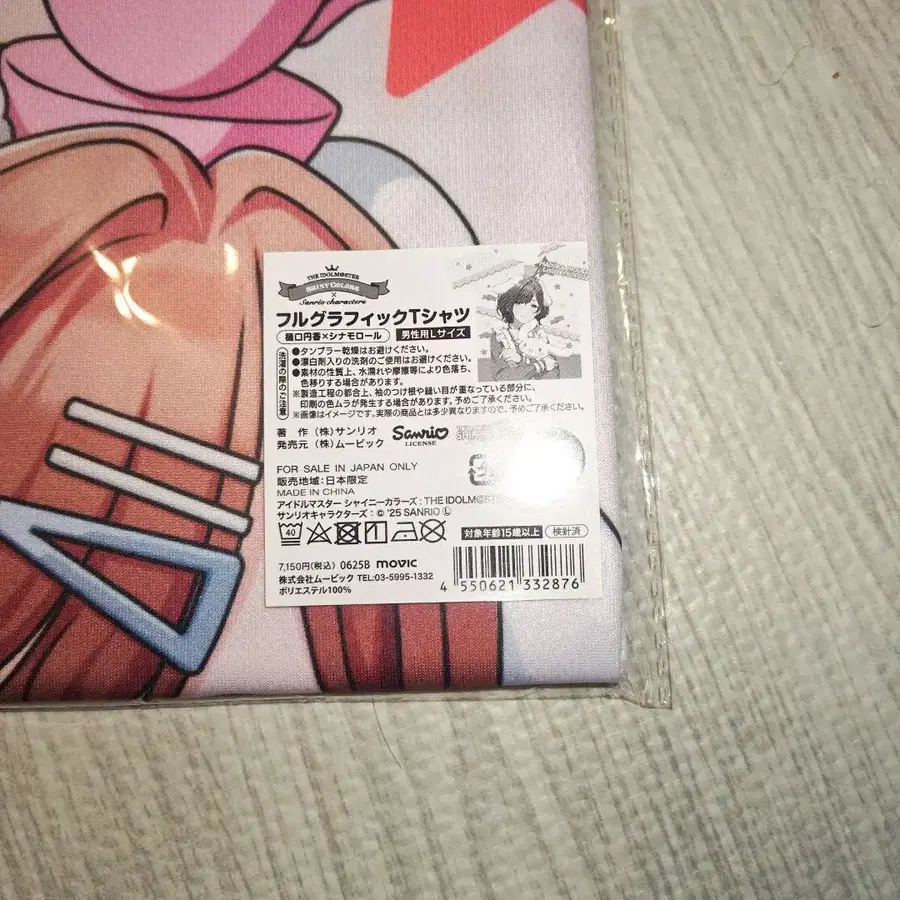 THE IDOLM@STER
SHINY COLORS
×
Sanrio characters
フルグラフィックTシャツ
樋口円香×シナモロール 男性用Lサイズ
洗濯の際のご注意
●タンブラー乾燥はお避けください。
●漂白剤入りの洗剤のご使用はお避けください。
●素材の性質上、水濡れや摩擦等により色落ち、
色移りする場合があります。
※製造工程の都合上、袖のつけ根や縫い目が重なっている部分に、
印刷の色ムラが発生する場合があります。予めご了承ください。
※画像はイメージです。実際の商品とは多少異なりますので、予めご了承ください。
著 作 (株)サンリオ
発売元 (株)ムービック
Sanrio
LICENSE
FOR SALE IN JAPAN ONLY
販売地域:日本限定
MADE IN CHINA
アイドルマスター シャイニーカラーズ : THE IDOLM@STER
サンリオキャラクターズ : © '25 SANRIO Ⓛ
40
対象年齢15歳以上 検針済
7,150円(税込) 0625B movic
株式会社ムービック TEL:03-5995-1332
ポリエステル100%
4 550621 332876